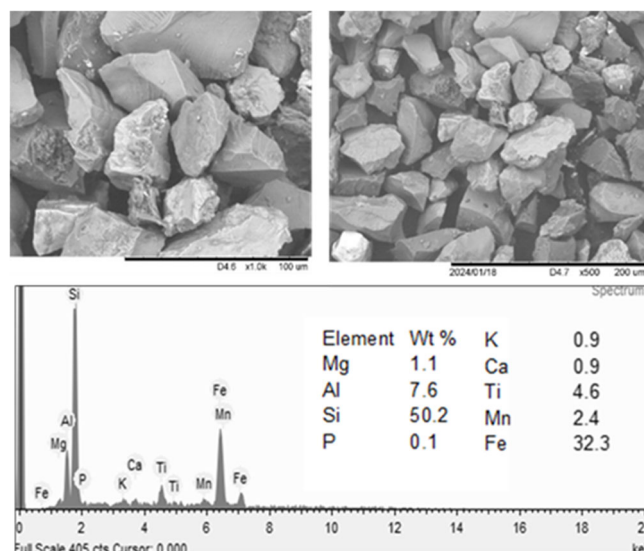 D4.6 x1.0k 100 um
2024/01/18 D4.7 x500 200 um
Spectrum
Si
Al
Mg
P
Fe
K
Ca
Ti
Ti
Mn
Fe
Mn
Fe
Element Wt % K 0.9
Mg 1.1 Ca 0.9
Al 7.6 Ti 4.6
Si 50.2 Mn 2.4
P 0.1 Fe 32.3
0 2 4 6 8 10 12 14 16 18 2
Full Scale 405 cts Cursor: 0.000 ke